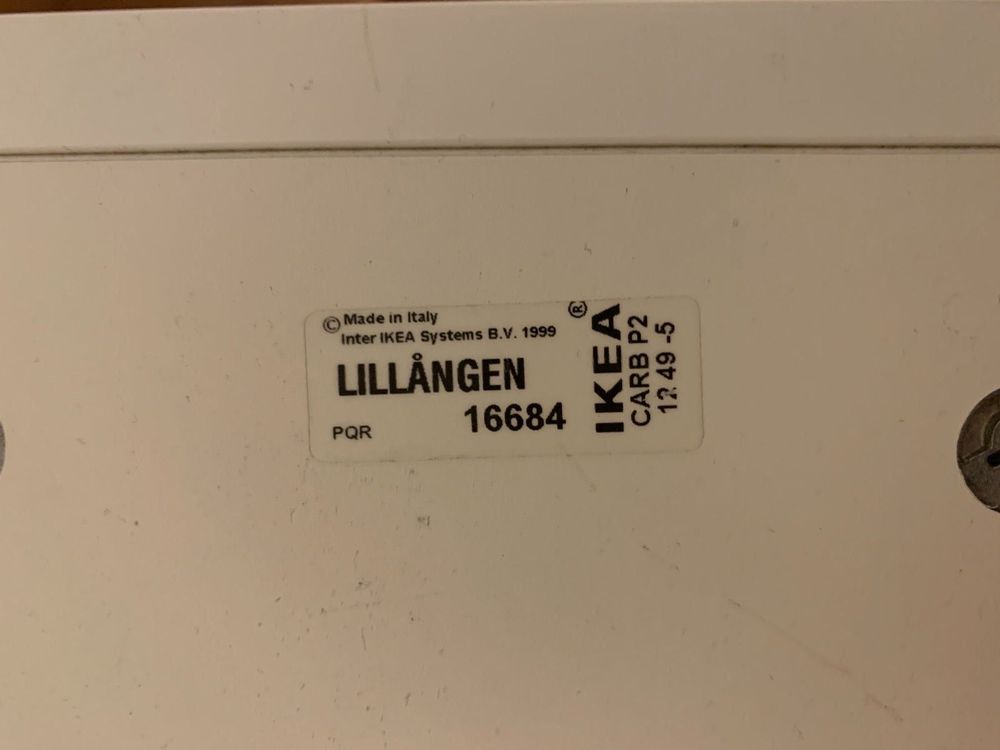 © Made in Italy
Inter IKEA Systems B.V. 1999
LILLÅNGEN
16684
PQR
IKEA®
CARB P2
12 49 -5